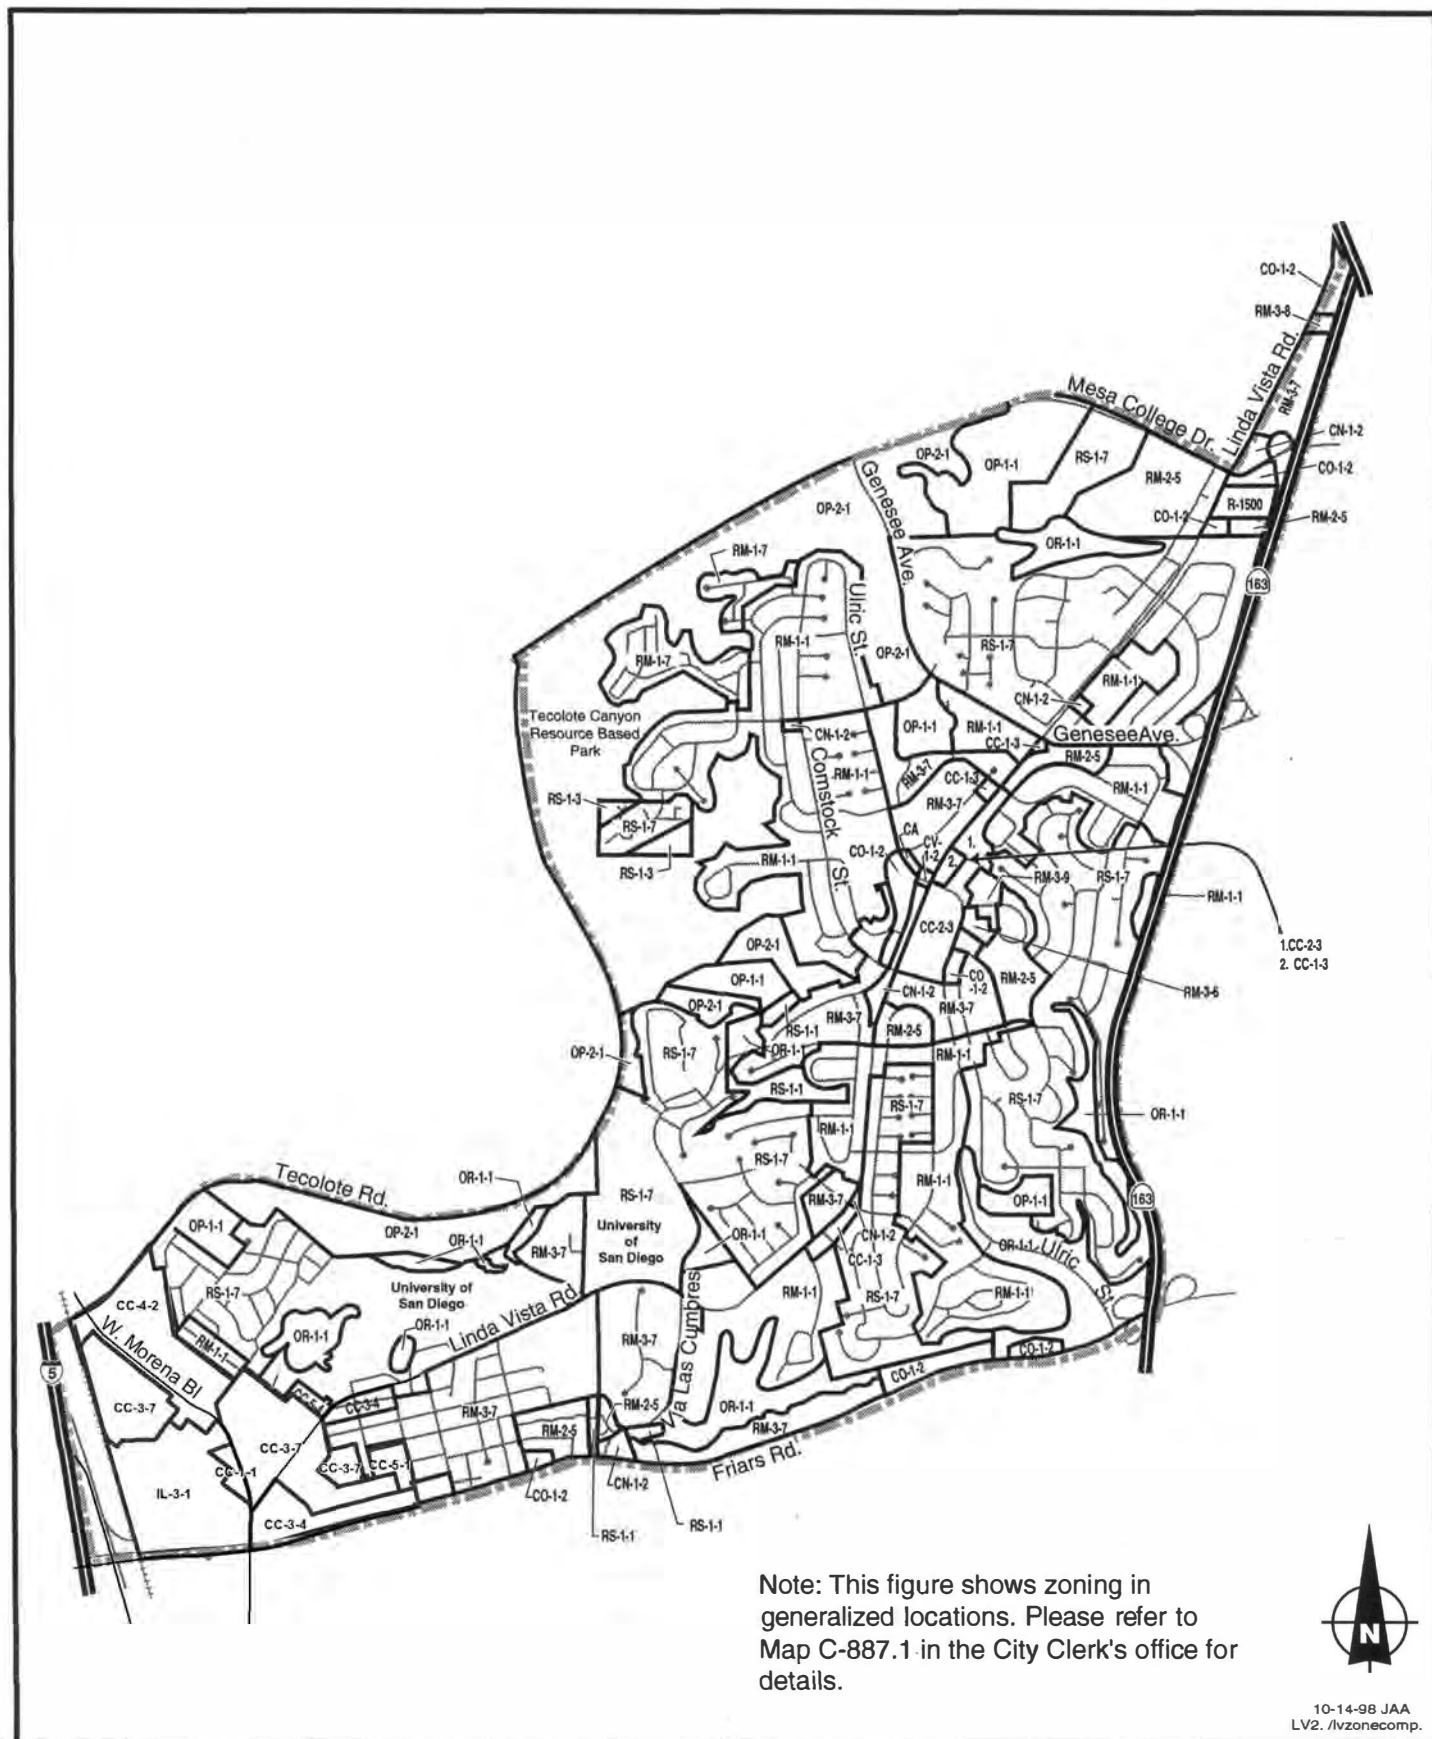 CO-1-2
RM-3-8
Linda Vista Rd.
RM-3-7
Mesa College Dr.
CN-1-2
CO-1-2
OP-2-1
OP-1-1
RS-1-7
RM-2-5
R-1500
CO-1-2
RM-2-5
OP-2-1
Genesee Ave.
OR-1-1
RM-1-7
163
Ulric St.
RM-1-1
OP-2-1
RS-1-7
RM-1-7
RM-1-1
CN-1-2
Tecolote Canyon
Resource Based
Park
CN-1-2
OP-1-1
RM-1-1
GeneseeAve.
CC-1-3
RM-2-5
Comstock St.
RM-1-1
RM-3-7
CC-1-3
RM-1-1
RS-1-3
RM-3-7
RS-1-7
CA
CV-
1-2
1.
2.
CO-1-2
RS-1-3
RM-1-1
RM-3-9
RS-1-7
RM-1-1
CC-2-3
1.CC-2-3
2. CC-1-3
OP-2-1
OP-1-1
CO
-1-2
RM-2-5
RM-3-6
CN-1-2
OP-2-1
RS-1-1
RM-3-7
RM-3-7
RM-2-5
OP-2-1
RS-1-7
OR-1-1
RM-1-1
RS-1-1
RS-1-7
RS-1-7
OR-1-1
RM-1-1
RS-1-7
Tecolote Rd.
OR-1-1
RS-1-7
RM-3-7
RM-1-1
OP-1-1
163
OP-1-1
OP-2-1
OR-1-1
RM-3-7
University
of
San Diego
OR-1-1
CN-1-2
CC-1-3
OR-1-1
Ulric St.
RS-1-7
University of
San Diego
Linda Vista Rd
Via Las Cumbres
RM-1-1
RS-1-7
RM-1-1
CC-4-2
W. Morena Bl
RM-1-1
OR-1-1
OR-1-1
RM-3-7
CO-1-2
5
CC-3-7
CC-5-1
CC-3-4
RM-3-7
RM-2-5
OR-1-1
CO-1-2
RM-2-5
RM-3-7
CC-3-7
CC-3-7
CC-5-1
Friars Rd.
CC-1-1
IL-3-1
CO-1-2
CN-1-2
CC-3-4
RS-1-1
RS-1-1
Note: This figure shows zoning in
generalized locations. Please refer to
Map C-887.1 in the City Clerk's office for
details.
N
10-14-98 JAA
LV2. /lvzonecomp.